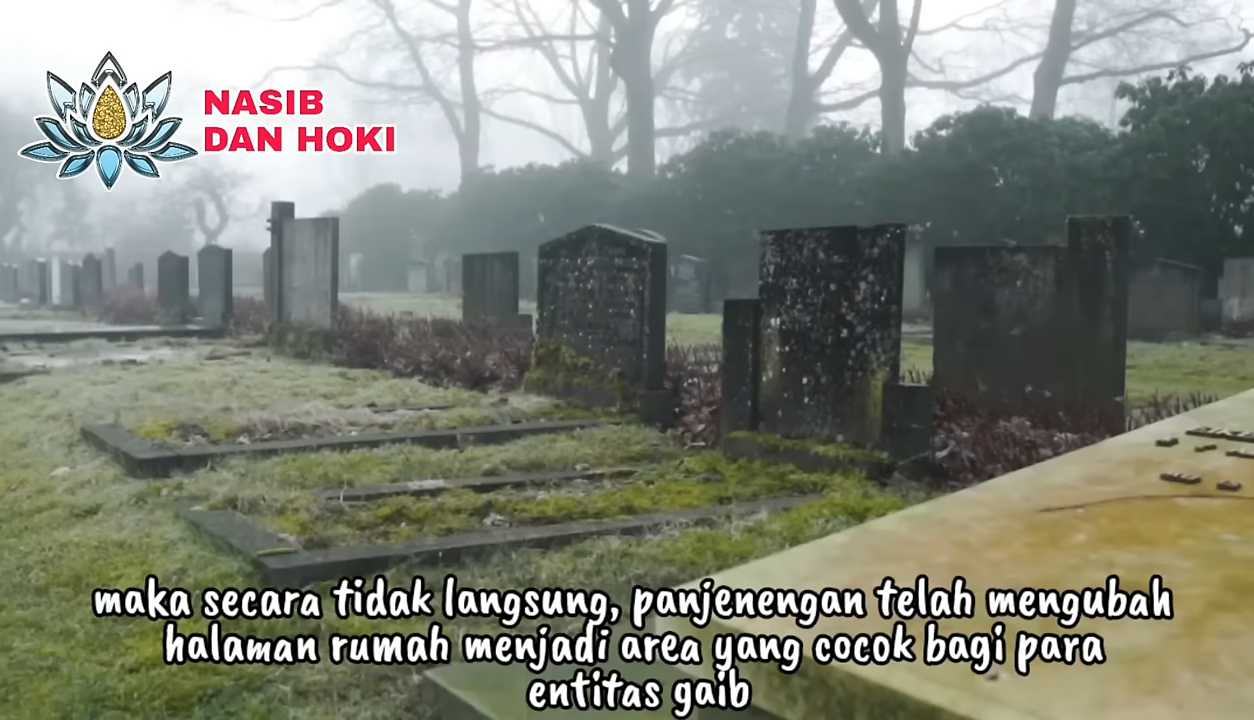 NASIB
DAN HOKI
maka secara tidak langsung, panjenengan telah mengubah
halaman rumah menjadi area yang cocok bagi para
entitas gaib